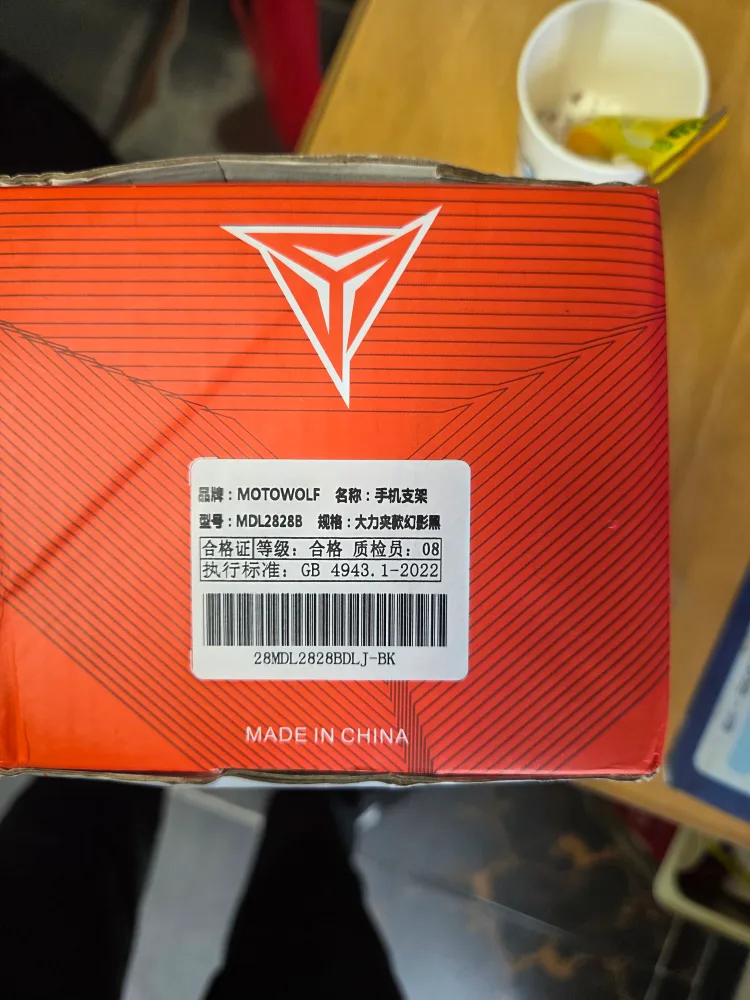 品牌：MOTOWOLF 名称：手机支架
型号：MDL2828B 规格：大力夹款幻影黑
合格证 等级：合格 质检员：08
执行标准：GB 4943.1-2022
28MDL2828BDLJ-BK
MADE IN CHINA